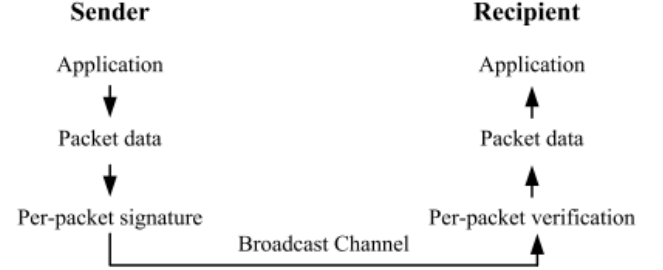 Sender
Recipient
Application
Application
Packet data
Packet data
Per-packet signature
Per-packet verification
Broadcast Channel